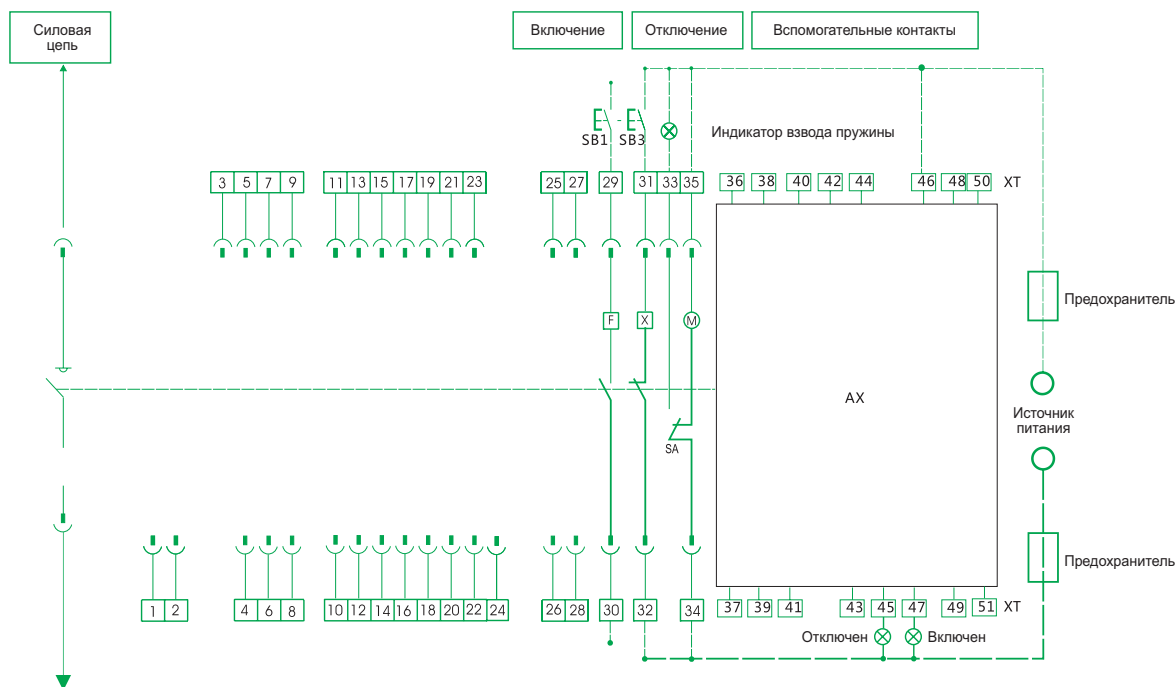 Силовая
цепь
Включение
Отключение
Вспомогательные контакты
SB1
SB3
Индикатор взвода пружины
3 5 7 9 11 13 15 17 19 21 23 25 27 29 31 33 35 36 38 40 42 44 46 48 50 XT
Предохранитель
F X M
AX
Источник
питания
SA
Предохранитель
1 2 4 6 8 10 12 14 16 18 20 22 24 26 28 30 32 34 37 39 41 43 45 47 49 51 XT
Отключен
Включен